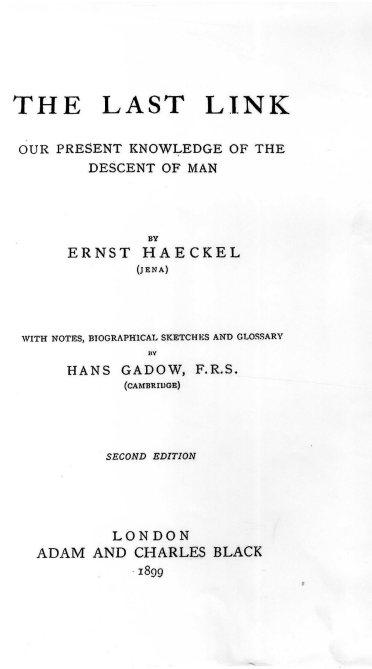 THE LAST LINK
OUR PRESENT KNOWLEDGE OF THE
DESCENT OF MAN
BY
ERNST HAECKEL
(JENA)
WITH NOTES, BIOGRAPHICAL SKETCHES AND GLOSSARY
BY
HANS GADOW, F.R.S.
(CAMBRIDGE)
SECOND EDITION
LONDON
ADAM AND CHARLES BLACK
1899